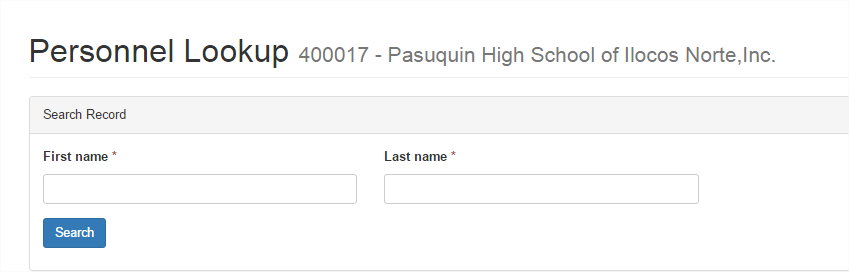 Personnel Lookup 400017 - Pasuquin High School of Ilocos Norte,Inc.
Search Record
First name * Last name *
Search